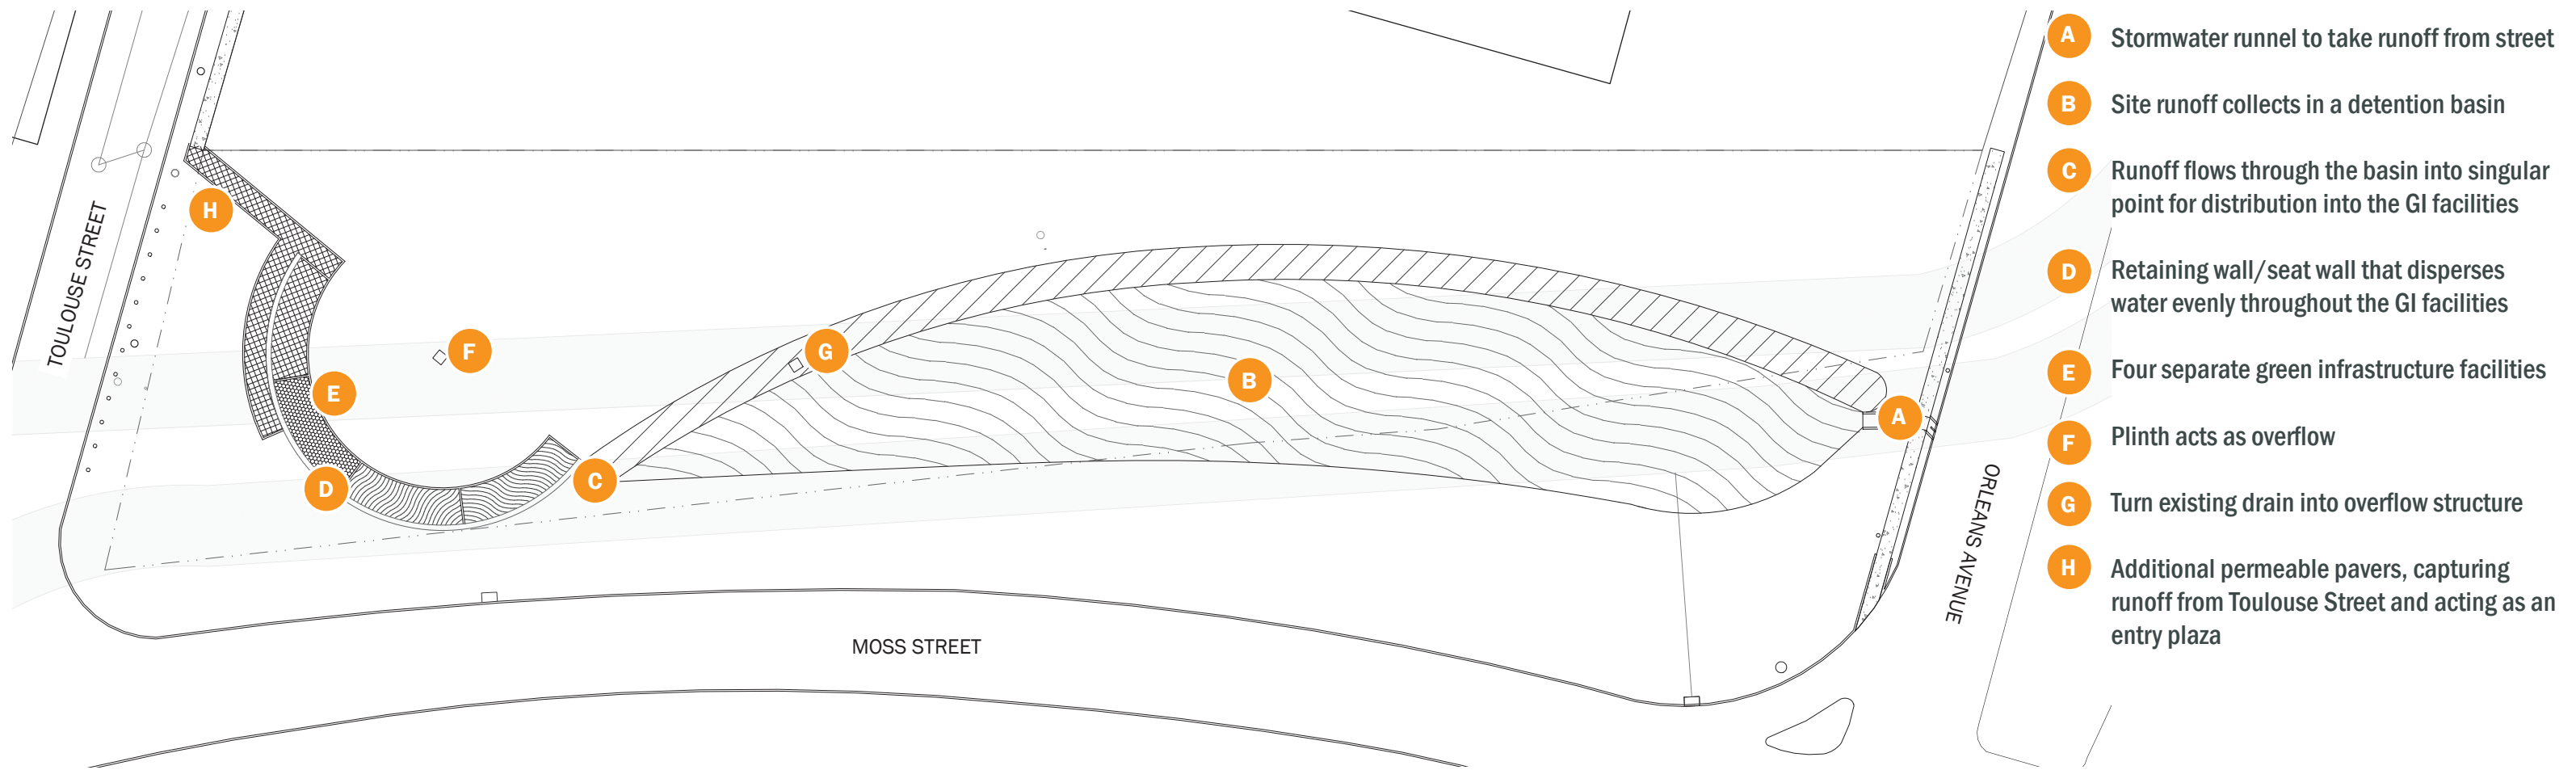 TOULOUSE STREET
H
F
E
D
C
G
B
A
MOSS STREET
ORLEANS AVENUE
A Stormwater runnel to take runoff from street
B Site runoff collects in a detention basin
C Runoff flows through the basin into singular
point for distribution into the GI facilities
D Retaining wall/seat wall that disperses
water evenly throughout the GI facilities
E Four separate green infrastructure facilities
F Plinth acts as overflow
G Turn existing drain into overflow structure
H Additional permeable pavers, capturing
runoff from Toulouse Street and acting as an
entry plaza